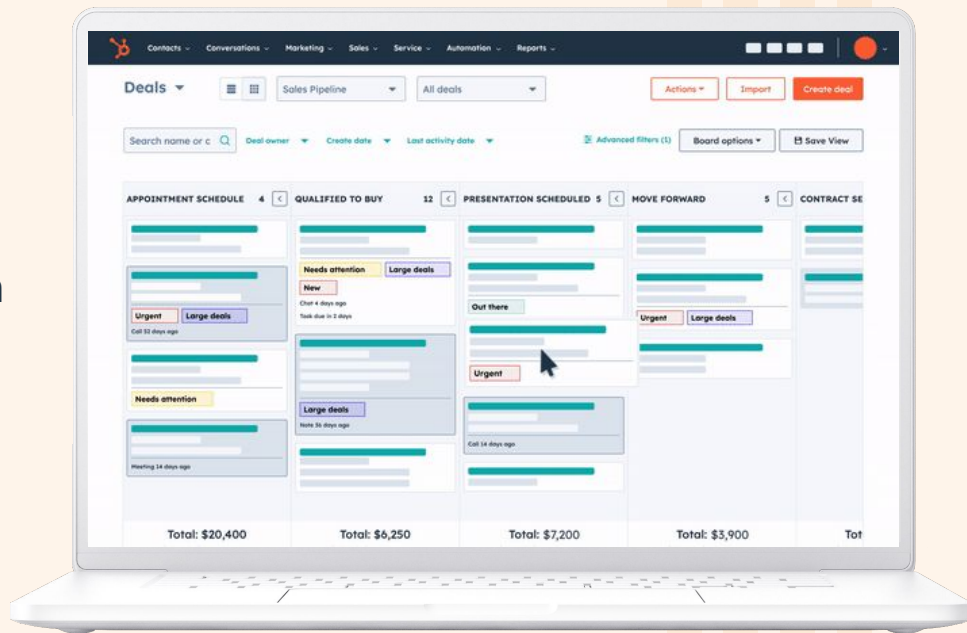 Contacts Conversations Marketing Sales Service Automation Reports
Deals Sales Pipeline All deals Actions Import Create deal
Search name or c Deal owner Create date Last activity date Advanced filters (1) Board options Save View
APPOINTMENT SCHEDULE 4
QUALIFIED TO BUY 12
PRESENTATION SCHEDULED 5
MOVE FORWARD 5
CONTRACT SE
Urgent Large deals
Call 52 days ago
Needs attention
Meeting 14 days ago
Total: $20,400
Needs attention Large deals
New
Chat 4 days ago
Task due in 2 days
Large deals
Note 56 days ago
Total: $6,250
Out there
Urgent
Call 14 days ago
Total: $7,200
Urgent Large deals
Total: $3,900
Tot